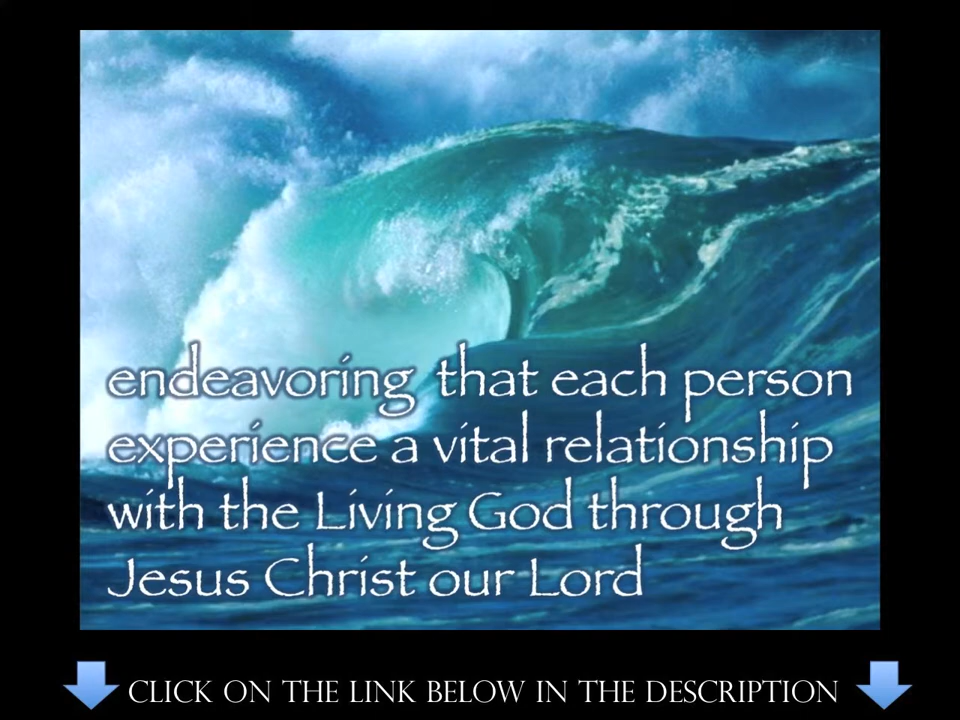 endeavoring that each person
experience a vital relationship
with the Living God through
Jesus Christ our Lord
CLICK ON THE LINK BELOW IN THE DESCRIPTION